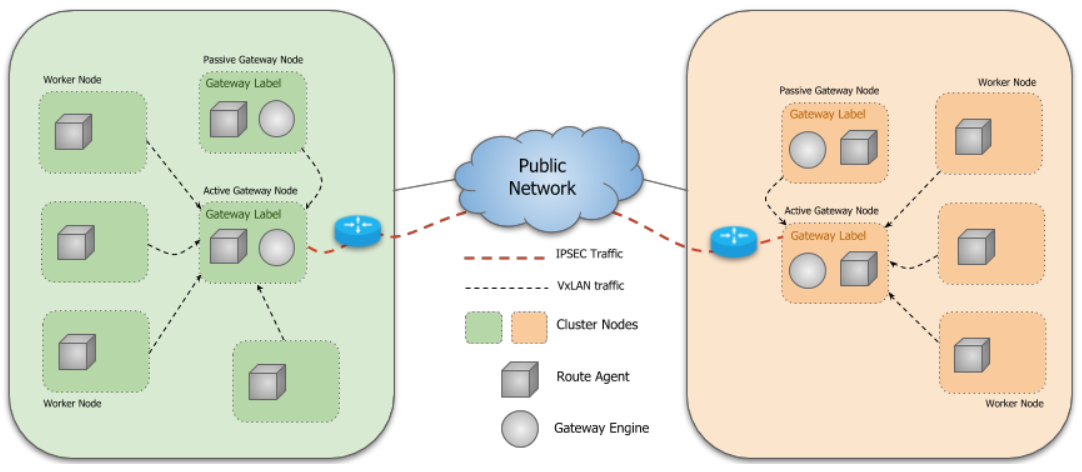 Passive Gateway Node
Gateway Label
Worker Node
Active Gateway Node
Gateway Label
Worker Node
Public
Network
IPSEC Traffic
VxLAN traffic
Cluster Nodes
Route Agent
Gateway Engine
Passive Gateway Node
Gateway Label
Worker Node
Active Gateway Node
Gateway Label
Worker Node